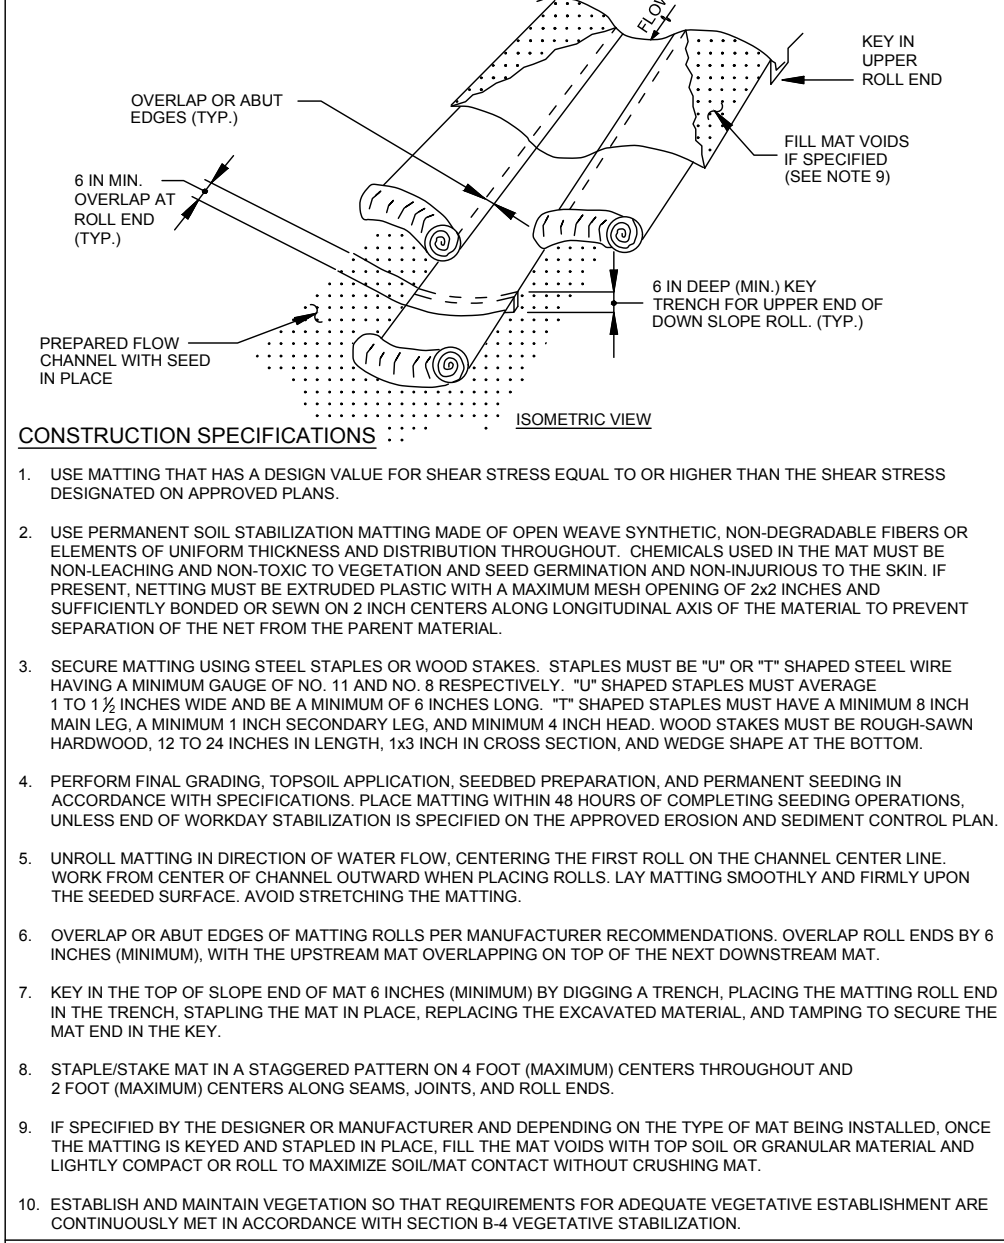 FLOW
KEY IN
UPPER
ROLL END
OVERLAP OR ABUT
EDGES (TYP.)
FILL MAT VOIDS
IF SPECIFIED
(SEE NOTE 9)
6 IN MIN.
OVERLAP AT
ROLL END
(TYP.)
6 IN DEEP (MIN.) KEY
TRENCH FOR UPPER END OF
DOWN SLOPE ROLL. (TYP.)
PREPARED FLOW
CHANNEL WITH SEED
IN PLACE
ISOMETRIC VIEW
CONSTRUCTION SPECIFICATIONS
1. USE MATTING THAT HAS A DESIGN VALUE FOR SHEAR STRESS EQUAL TO OR HIGHER THAN THE SHEAR STRESS
DESIGNATED ON APPROVED PLANS.
2. USE PERMANENT SOIL STABILIZATION MATTING MADE OF OPEN WEAVE SYNTHETIC, NON-DEGRADABLE FIBERS OR
ELEMENTS OF UNIFORM THICKNESS AND DISTRIBUTION THROUGHOUT. CHEMICALS USED IN THE MAT MUST BE
NON-LEACHING AND NON-TOXIC TO VEGETATION AND SEED GERMINATION AND NON-INJURIOUS TO THE SKIN. IF
PRESENT, NETTING MUST BE EXTRUDED PLASTIC WITH A MAXIMUM MESH OPENING OF 2x2 INCHES AND
SUFFICIENTLY BONDED OR SEWN ON 2 INCH CENTERS ALONG LONGITUDINAL AXIS OF THE MATERIAL TO PREVENT
SEPARATION OF THE NET FROM THE PARENT MATERIAL.
3. SECURE MATTING USING STEEL STAPLES OR WOOD STAKES. STAPLES MUST BE "U" OR "T" SHAPED STEEL WIRE
HAVING A MINIMUM GAUGE OF NO. 11 AND NO. 8 RESPECTIVELY. "U" SHAPED STAPLES MUST AVERAGE
1 TO 1 ½ INCHES WIDE AND BE A MINIMUM OF 6 INCHES LONG. "T" SHAPED STAPLES MUST HAVE A MINIMUM 8 INCH
MAIN LEG, A MINIMUM 1 INCH SECONDARY LEG, AND MINIMUM 4 INCH HEAD. WOOD STAKES MUST BE ROUGH-SAWN
HARDWOOD, 12 TO 24 INCHES IN LENGTH, 1x3 INCH IN CROSS SECTION, AND WEDGE SHAPE AT THE BOTTOM.
4. PERFORM FINAL GRADING, TOPSOIL APPLICATION, SEEDBED PREPARATION, AND PERMANENT SEEDING IN
ACCORDANCE WITH SPECIFICATIONS. PLACE MATTING WITHIN 48 HOURS OF COMPLETING SEEDING OPERATIONS,
UNLESS END OF WORKDAY STABILIZATION IS SPECIFIED ON THE APPROVED EROSION AND SEDIMENT CONTROL PLAN.
5. UNROLL MATTING IN DIRECTION OF WATER FLOW, CENTERING THE FIRST ROLL ON THE CHANNEL CENTER LINE.
WORK FROM CENTER OF CHANNEL OUTWARD WHEN PLACING ROLLS. LAY MATTING SMOOTHLY AND FIRMLY UPON
THE SEEDED SURFACE. AVOID STRETCHING THE MATTING.
6. OVERLAP OR ABUT EDGES OF MATTING ROLLS PER MANUFACTURER RECOMMENDATIONS. OVERLAP ROLL ENDS BY 6
INCHES (MINIMUM), WITH THE UPSTREAM MAT OVERLAPPING ON TOP OF THE NEXT DOWNSTREAM MAT.
7. KEY IN THE TOP OF SLOPE END OF MAT 6 INCHES (MINIMUM) BY DIGGING A TRENCH, PLACING THE MATTING ROLL END
IN THE TRENCH, STAPLING THE MAT IN PLACE, REPLACING THE EXCAVATED MATERIAL, AND TAMPING TO SECURE THE
MAT END IN THE KEY.
8. STAPLE/STAKE MAT IN A STAGGERED PATTERN ON 4 FOOT (MAXIMUM) CENTERS THROUGHOUT AND
2 FOOT (MAXIMUM) CENTERS ALONG SEAMS, JOINTS, AND ROLL ENDS.
9. IF SPECIFIED BY THE DESIGNER OR MANUFACTURER AND DEPENDING ON THE TYPE OF MAT BEING INSTALLED, ONCE
THE MATTING IS KEYED AND STAPLED IN PLACE, FILL THE MAT VOIDS WITH TOP SOIL OR GRANULAR MATERIAL AND
LIGHTLY COMPACT OR ROLL TO MAXIMIZE SOIL/MAT CONTACT WITHOUT CRUSHING MAT.
10. ESTABLISH AND MAINTAIN VEGETATION SO THAT REQUIREMENTS FOR ADEQUATE VEGETATIVE ESTABLISHMENT ARE
CONTINUOUSLY MET IN ACCORDANCE WITH SECTION B-4 VEGETATIVE STABILIZATION.